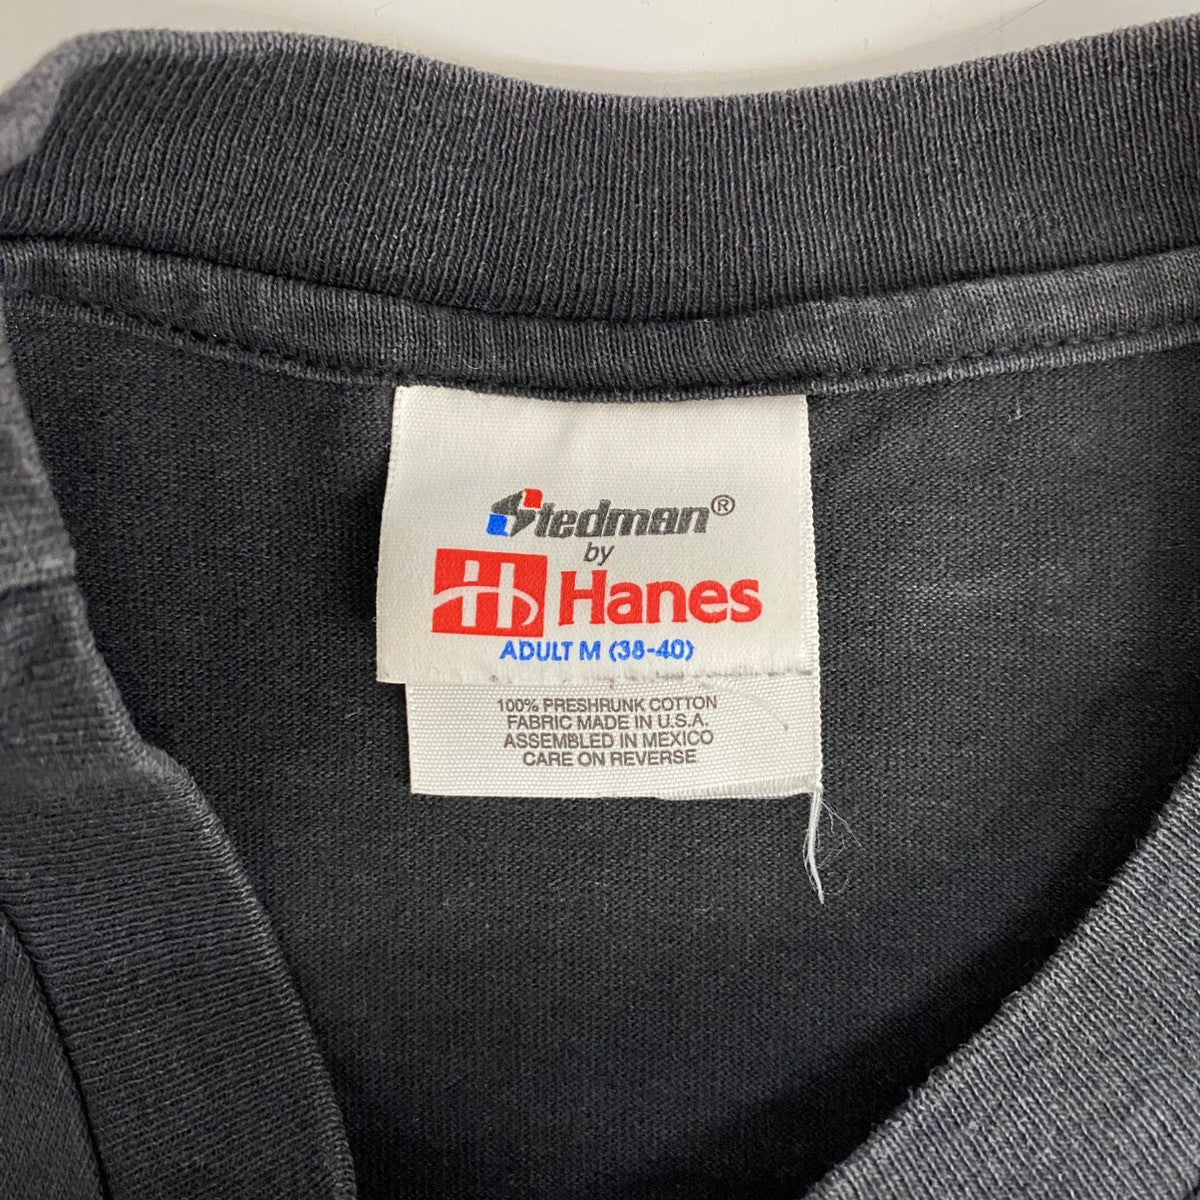 Stedman®
by
H Hanes
ADULT M (38-40)
100% PRESHRUNK COTTON
FABRIC MADE IN U.S.A.
ASSEMBLED IN MEXICO
CARE ON REVERSE